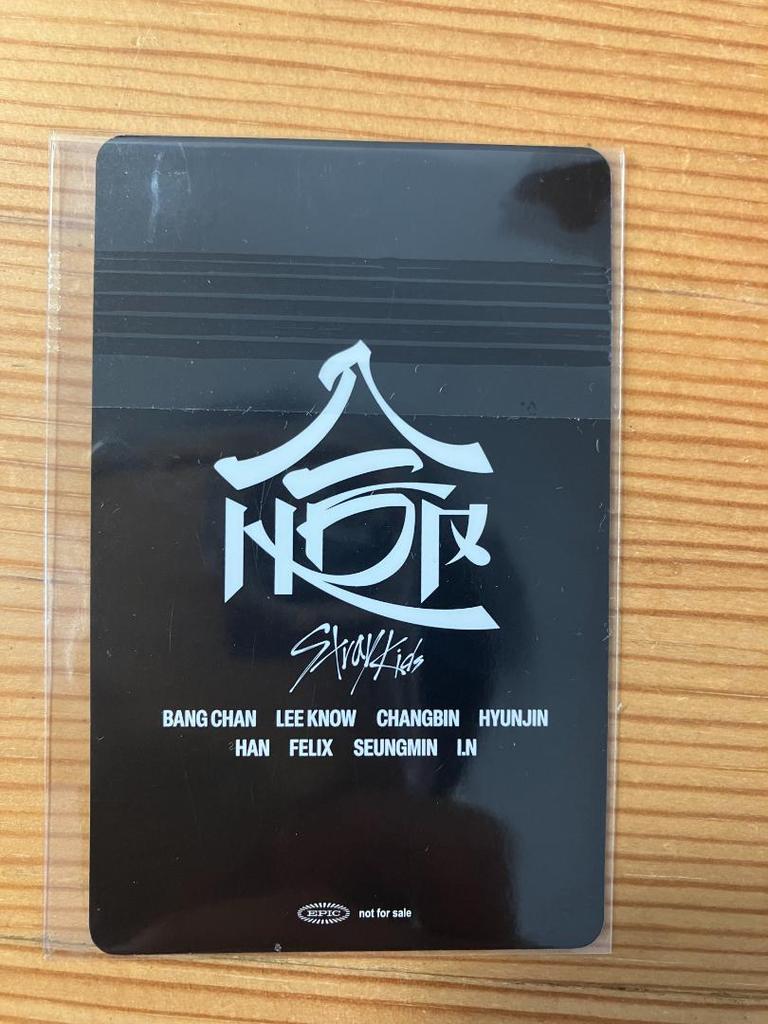 Stray Kids
BANG CHAN LEE KNOW CHANGBIN HYUNJIN
HAN FELIX SEUNGMIN I.N
EPIC not for sale